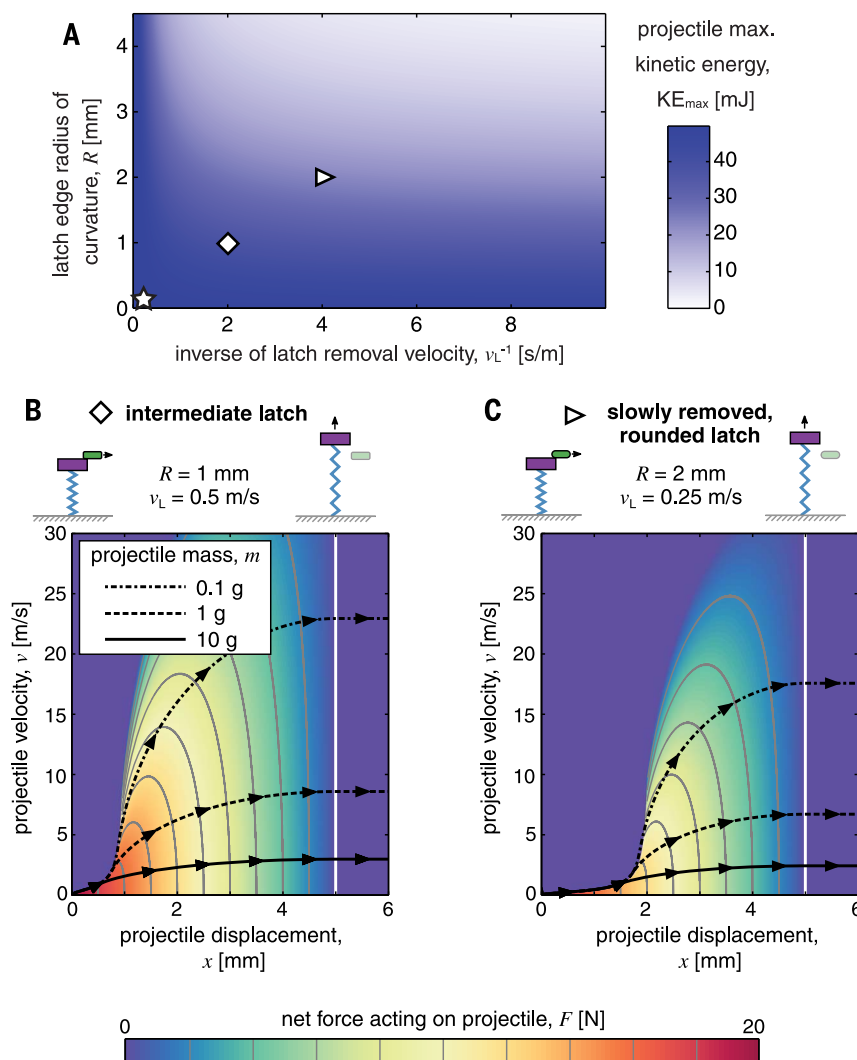 A
projectile max.
kinetic energy,
KEmax [mJ]
latch edge radius of
curvature, R [mm]
4
3
2
1
0
40
30
20
10
0
0 2 4 6 8
inverse of latch removal velocity, vL⁻¹ [s/m]
B
intermediate latch
R = 1 mm
vL = 0.5 m/s
C
slowly removed,
rounded latch
R = 2 mm
vL = 0.25 m/s
projectile velocity, v [m/s]
30
25
20
15
10
5
0
projectile mass, m
0.1 g
1 g
10 g
0 2 4 6
projectile displacement,
x [mm]
projectile velocity, v [m/s]
30
25
20
15
10
5
0
0 2 4 6
projectile displacement,
x [mm]
0 net force acting on projectile, F [N] 20